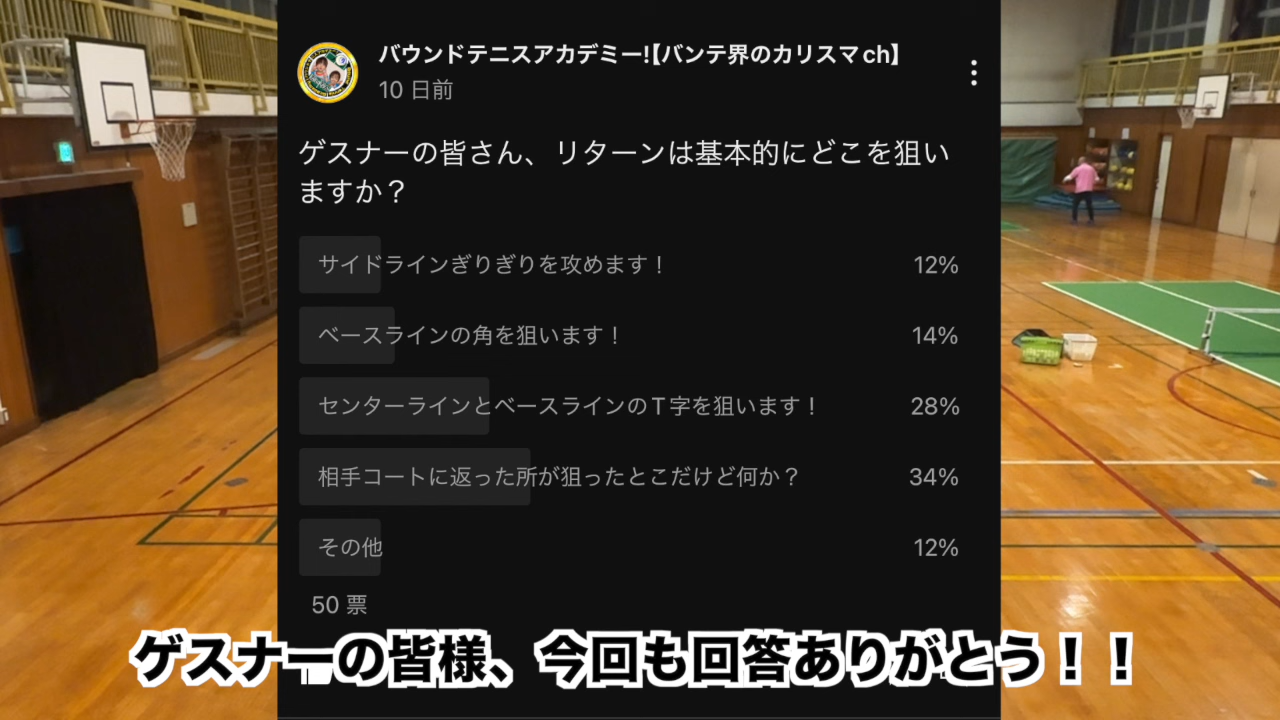 バウンドテニスアカデミー!【バンテ界のカリスマch】
10 日前
ゲスナーの皆さん、リターンは基本的にどこを狙い
ますか？
サイドラインぎりぎりを攻めます！ 12%
ベースラインの角を狙います！ 14%
センターラインとベースラインのＴ字を狙います！ 28%
相手コートに返った所が狙ったとこだけど何か？ 34%
その他 12%
50 票
ゲスナーの皆様、今回も回答ありがとう！！